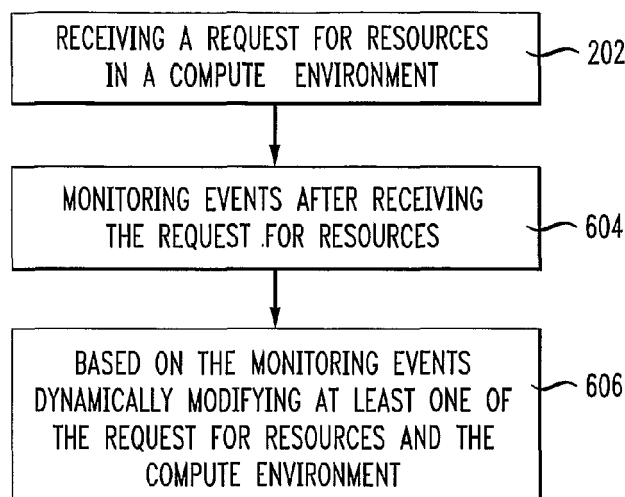 RECEIVING A REQUEST FOR RESOURCES
IN A COMPUTE ENVIRONMENT
202
MONITORING EVENTS AFTER RECEIVING
THE REQUEST .FOR RESOURCES
604
BASED ON THE MONITORING EVENTS
DYNAMICALLY MODIFYING AT LEAST ONE OF
THE REQUEST FOR RESOURCES AND THE
COMPUTE ENVIRONMENT
606